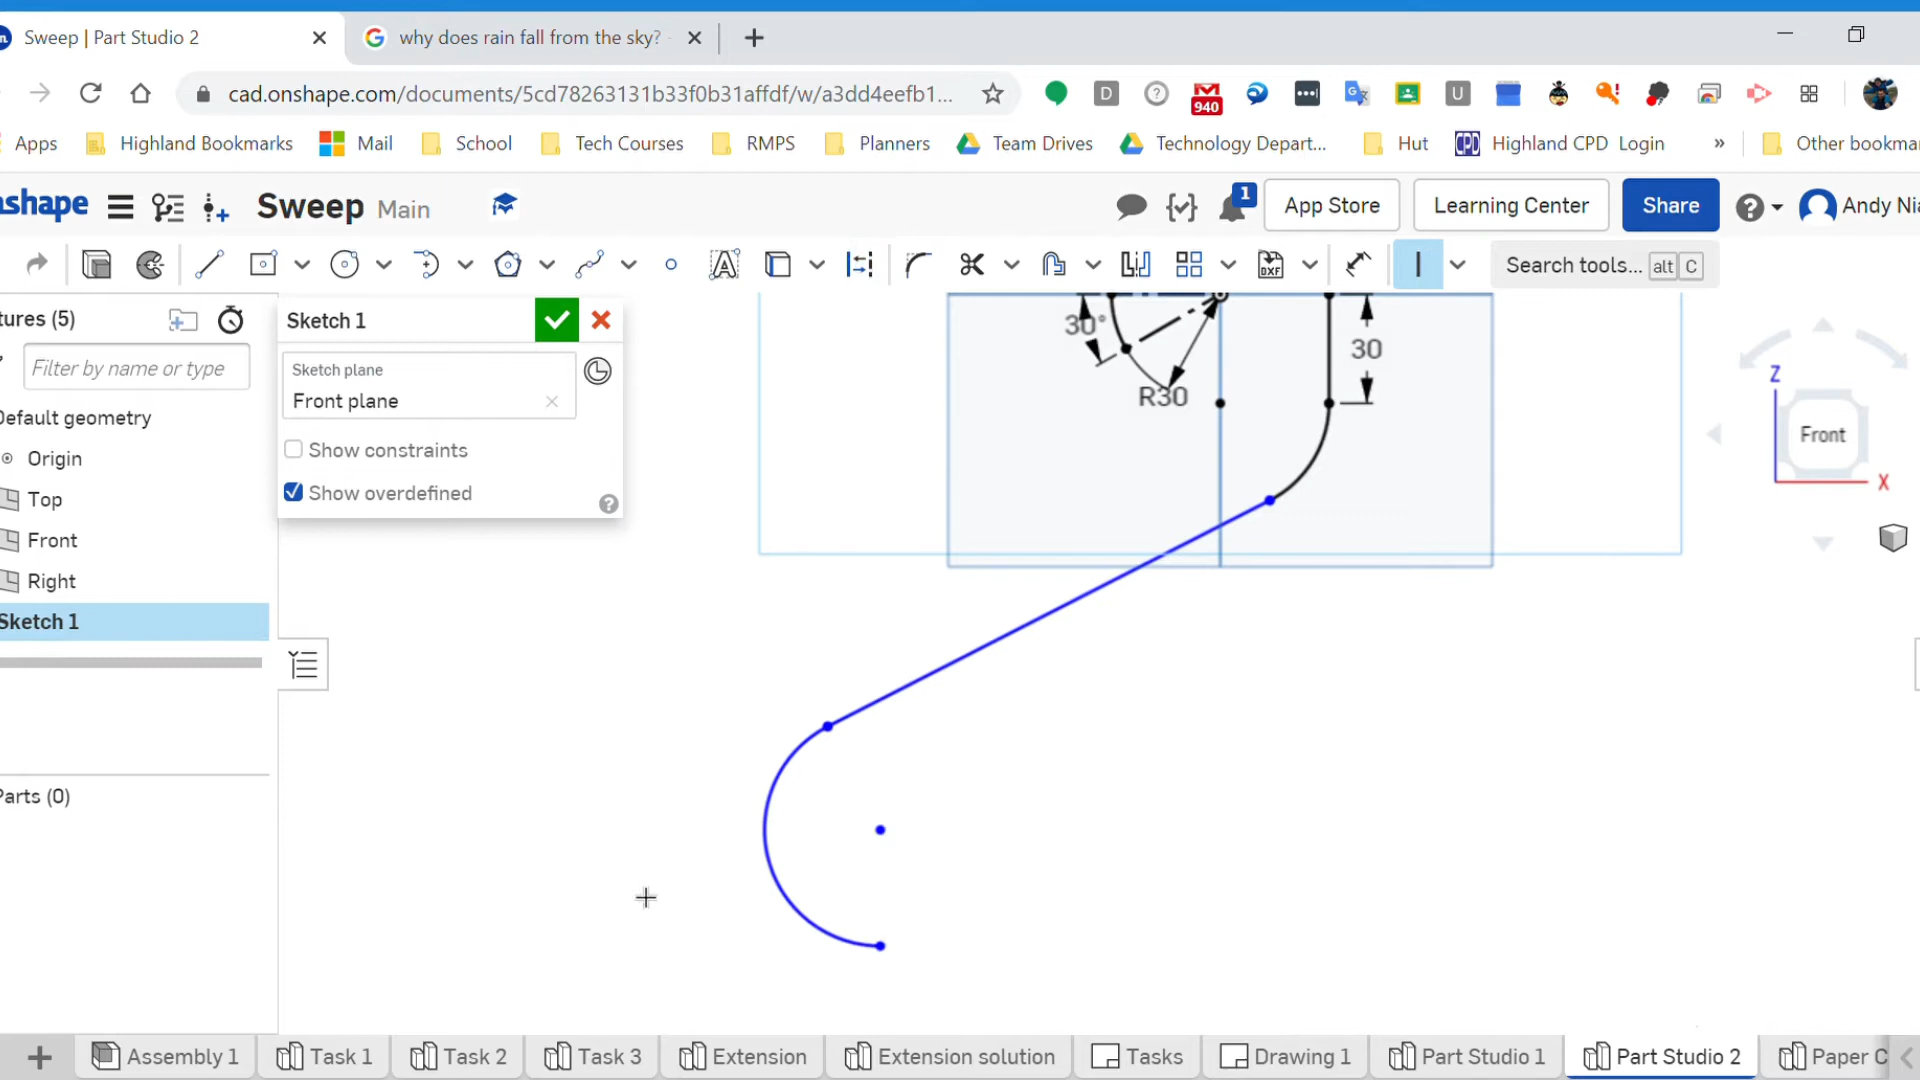 Sweep | Part Studio 2
why does rain fall from the sky?
cad.onshape.com/documents/5cd78263131b33f0b31affdf/w/a3dd4eefb1...
D
U
940
Apps
Highland Bookmarks
Mail
School
Tech Courses
RMPS
Planners
Team Drives
Technology Depart...
Hut
CPD
Highland CPD Login
»
Other bookma
nshape
Sweep Main
1
App Store
Learning Center
Share
Andy Nia
DXF
Search tools... alt C
tures (5)
Filter by name or type
Default geometry
Origin
Top
Front
Right
Sketch 1
Parts (0)
Sketch 1
Sketch plane
Front plane
Show constraints
Show overdefined
30°
R30
30
Z
Front
X
Assembly 1
Task 1
Task 2
Task 3
Extension
Extension solution
Tasks
Drawing 1
Part Studio 1
Part Studio 2
Paper C